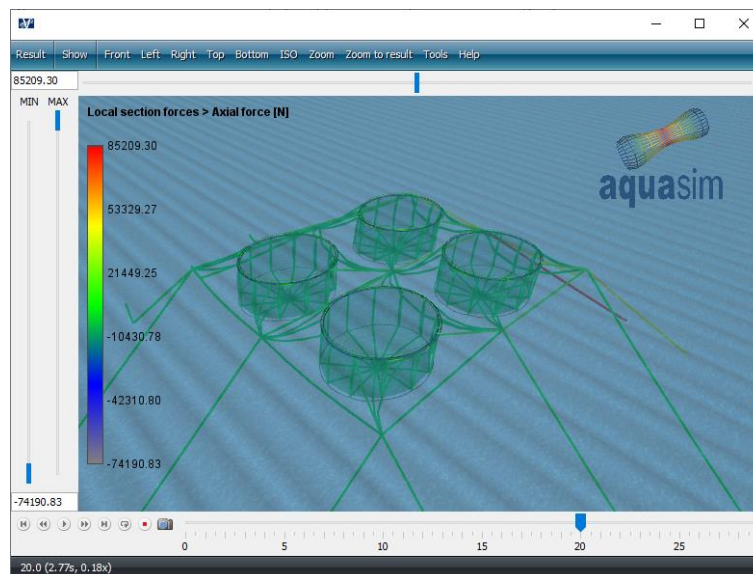 Result Show Front Left Right Top Bottom ISO Zoom Zoom to result Tools Help
85209.30
MIN MAX
Local section forces > Axial force [N]
85209.30
53329.27
21449.25
-10430.78
-42310.80
-74190.83
aquasim
-74190.83
0 5 10 15 20 25
20.0 (2.77s, 0.18x)